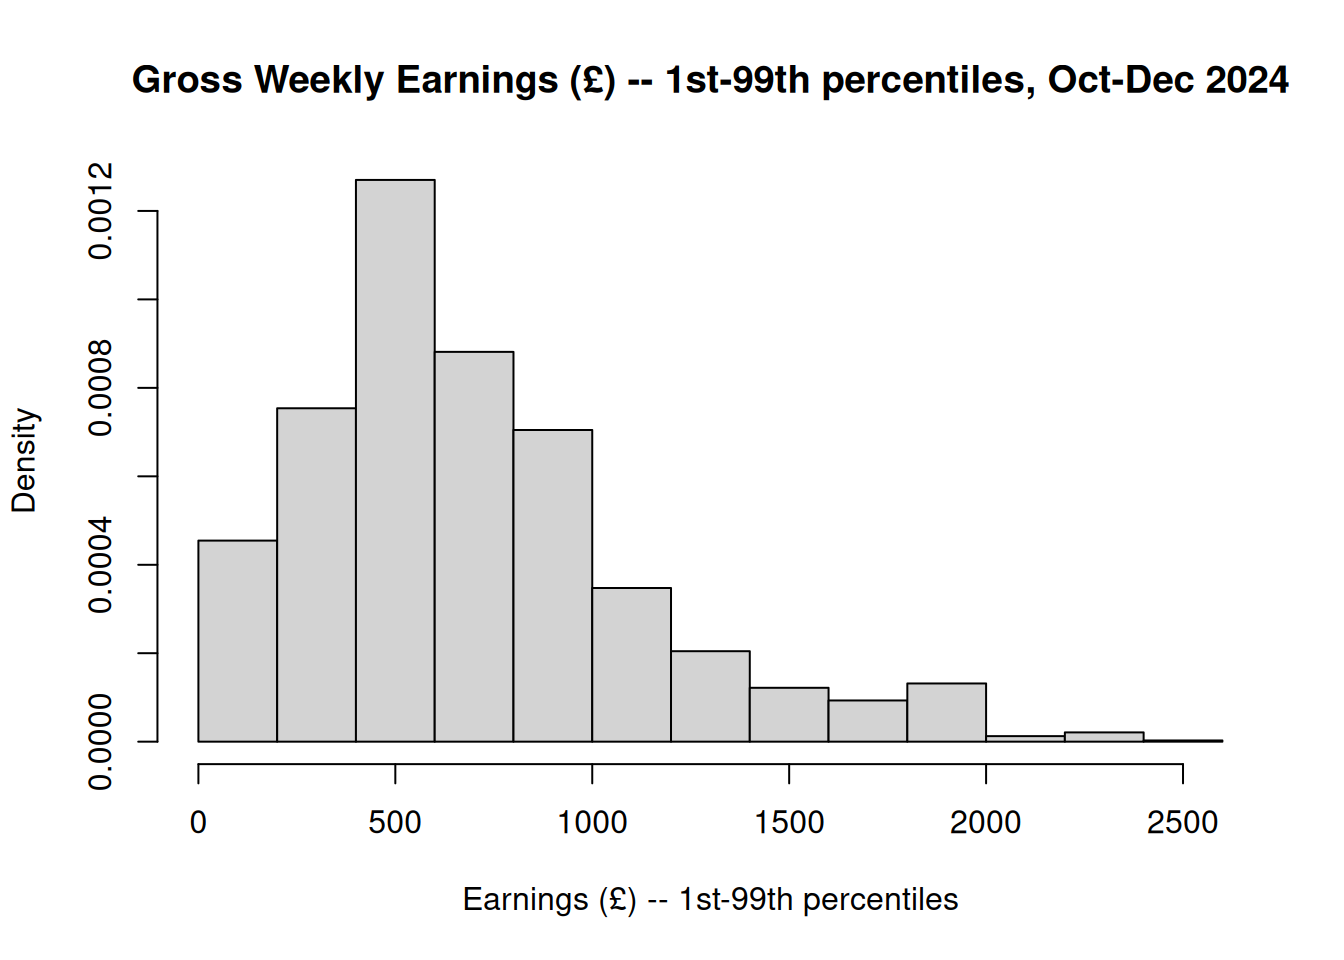 Gross Weekly Earnings (£) -- 1st-99th percentiles, Oct-Dec 2024
Density
0.0012
0.0008
0.0004
0.0000
0 500 1000 1500 2000 2500
Earnings (£) -- 1st-99th percentiles